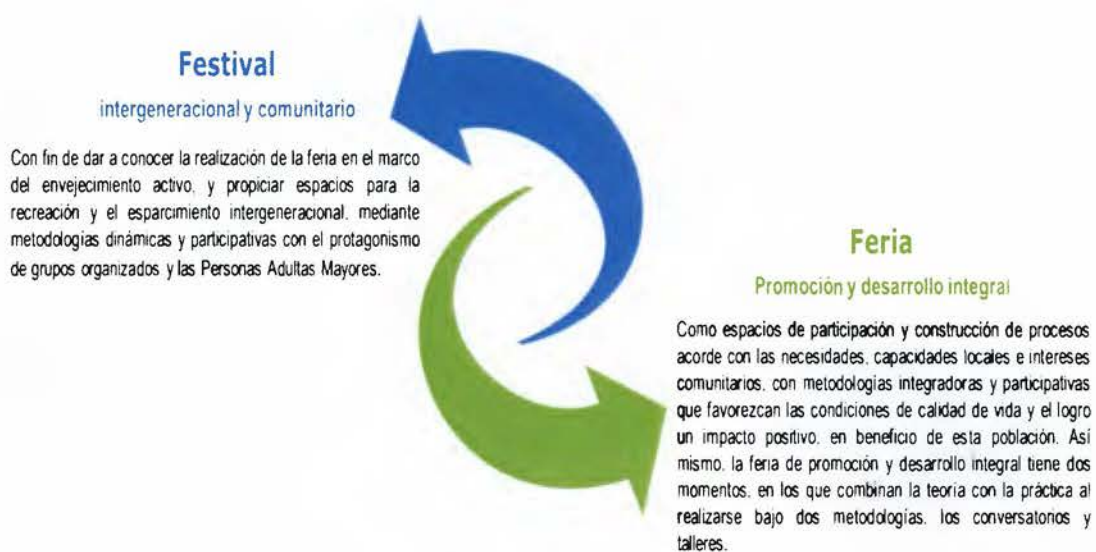 Festival
intergeneracional y comunitario
Con fin de dar a conocer la realización de la feria en el marco
del envejecimiento activo, y propiciar espacios para la
recreación y el esparcimiento intergeneracional, mediante
metodologías dinámicas y participativas con el protagonismo
de grupos organizados y las Personas Adultas Mayores.
Feria
Promoción y desarrollo integral
Como espacios de participación y construcción de procesos
acorde con las necesidades, capacidades locales e intereses
comunitarios, con metodologías integradoras y participativas
que favorezcan las condiciones de calidad de vida y el logro
un impacto positivo, en beneficio de esta población. Así
mismo, la feria de promoción y desarrollo integral tiene dos
momentos, en los que combinan la teoría con la práctica al
realizarse bajo dos metodologías, los conversatorios y
talleres.